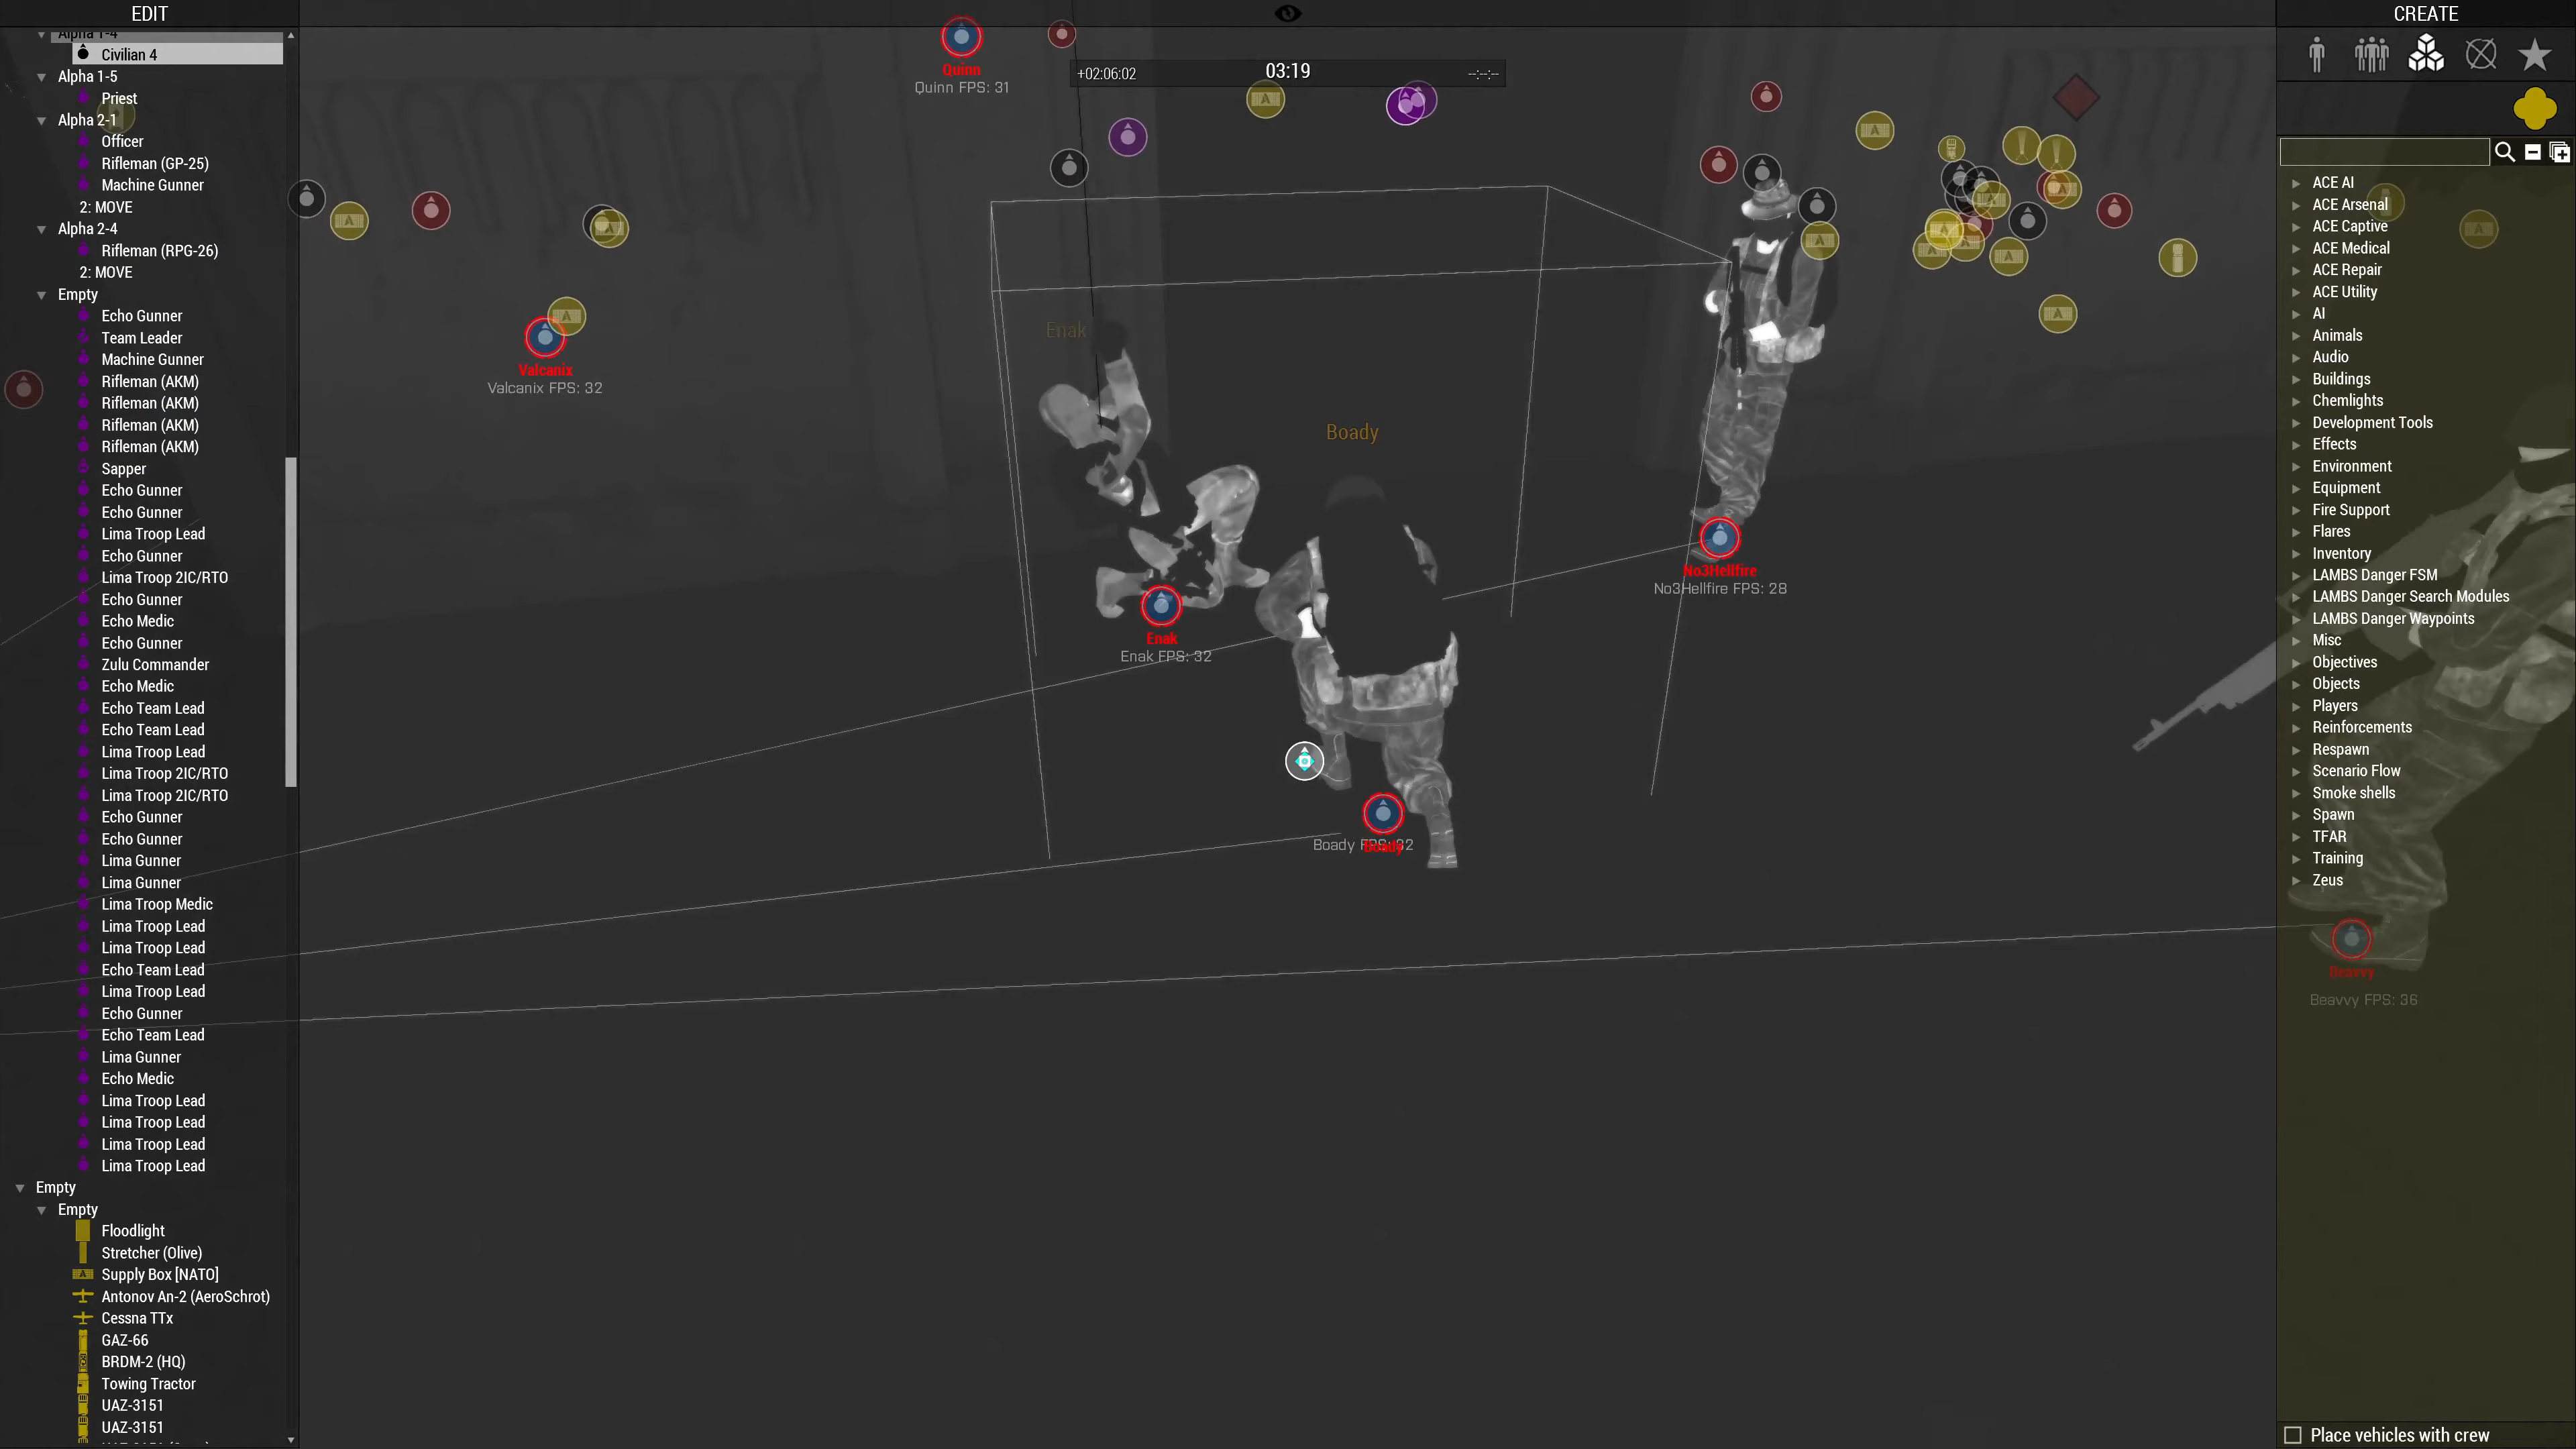 EDIT
Alpha 1-4
Civilian 4
Alpha 1-5
Priest
Alpha 2-1
Officer
Rifleman (GP-25)
Machine Gunner
2: MOVE
Alpha 2-4
Rifleman (RPG-26)
2: MOVE
Empty
Echo Gunner
Team Leader
Machine Gunner
Rifleman (AKM)
Rifleman (AKM)
Rifleman (AKM)
Rifleman (AKM)
Sapper
Echo Gunner
Echo Gunner
Lima Troop Lead
Echo Gunner
Lima Troop 2IC/RTO
Echo Gunner
Echo Medic
Echo Gunner
Zulu Commander
Echo Medic
Echo Team Lead
Echo Team Lead
Lima Troop Lead
Lima Troop 2IC/RTO
Lima Troop 2IC/RTO
Echo Gunner
Echo Gunner
Lima Gunner
Lima Gunner
Lima Troop Medic
Lima Troop Lead
Lima Troop Lead
Echo Team Lead
Lima Troop Lead
Echo Gunner
Echo Team Lead
Lima Gunner
Echo Medic
Lima Troop Lead
Lima Troop Lead
Lima Troop Lead
Lima Troop Lead
Empty
Empty
Floodlight
Stretcher (Olive)
Supply Box [NATO]
Antonov An-2 (AeroSchrot)
Cessna TTx
GAZ-66
BRDM-2 (HQ)
Towing Tractor
UAZ-3151
UAZ-3151
Quinn
Quinn FPS: 31
+02:06:02
03:19
--:--:--
Valcanix
Valcanix FPS: 32
Enak
Boady
No3Hellfire
No3Hellfire FPS: 28
Enak
Enak FPS: 32
Boady FPS: 32
Boady
CREATE
ACE AI
ACE Arsenal
ACE Captive
ACE Medical
ACE Repair
ACE Utility
AI
Animals
Audio
Buildings
Chemlights
Development Tools
Effects
Environment
Equipment
Fire Support
Flares
Inventory
LAMBS Danger FSM
LAMBS Danger Search Modules
LAMBS Danger Waypoints
Misc
Objectives
Objects
Players
Reinforcements
Respawn
Scenario Flow
Smoke shells
Spawn
TFAR
Training
Zeus
Beavvy
Beavvy FPS: 36
Place vehicles with crew